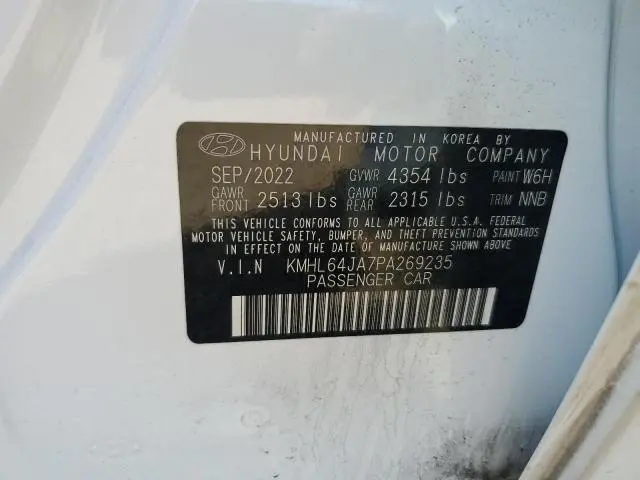 MANUFACTURED IN KOREA BY
HYUNDAI MOTOR COMPANY
SEP/2022 GVWR 4354 lbs PAINT W6H
GAWR FRONT 2513 lbs GAWR REAR 2315 lbs TRIM NNB
THIS VEHICLE CONFORMS TO ALL APPLICABLE U.S.A. FEDERAL
MOTOR VEHICLE SAFETY, BUMPER, AND THEFT PREVENTION STANDARDS
IN EFFECT ON THE DATE OF MANUFACTURE SHOWN ABOVE
V.I.N KMHL64JA7PA269235
PASSENGER CAR